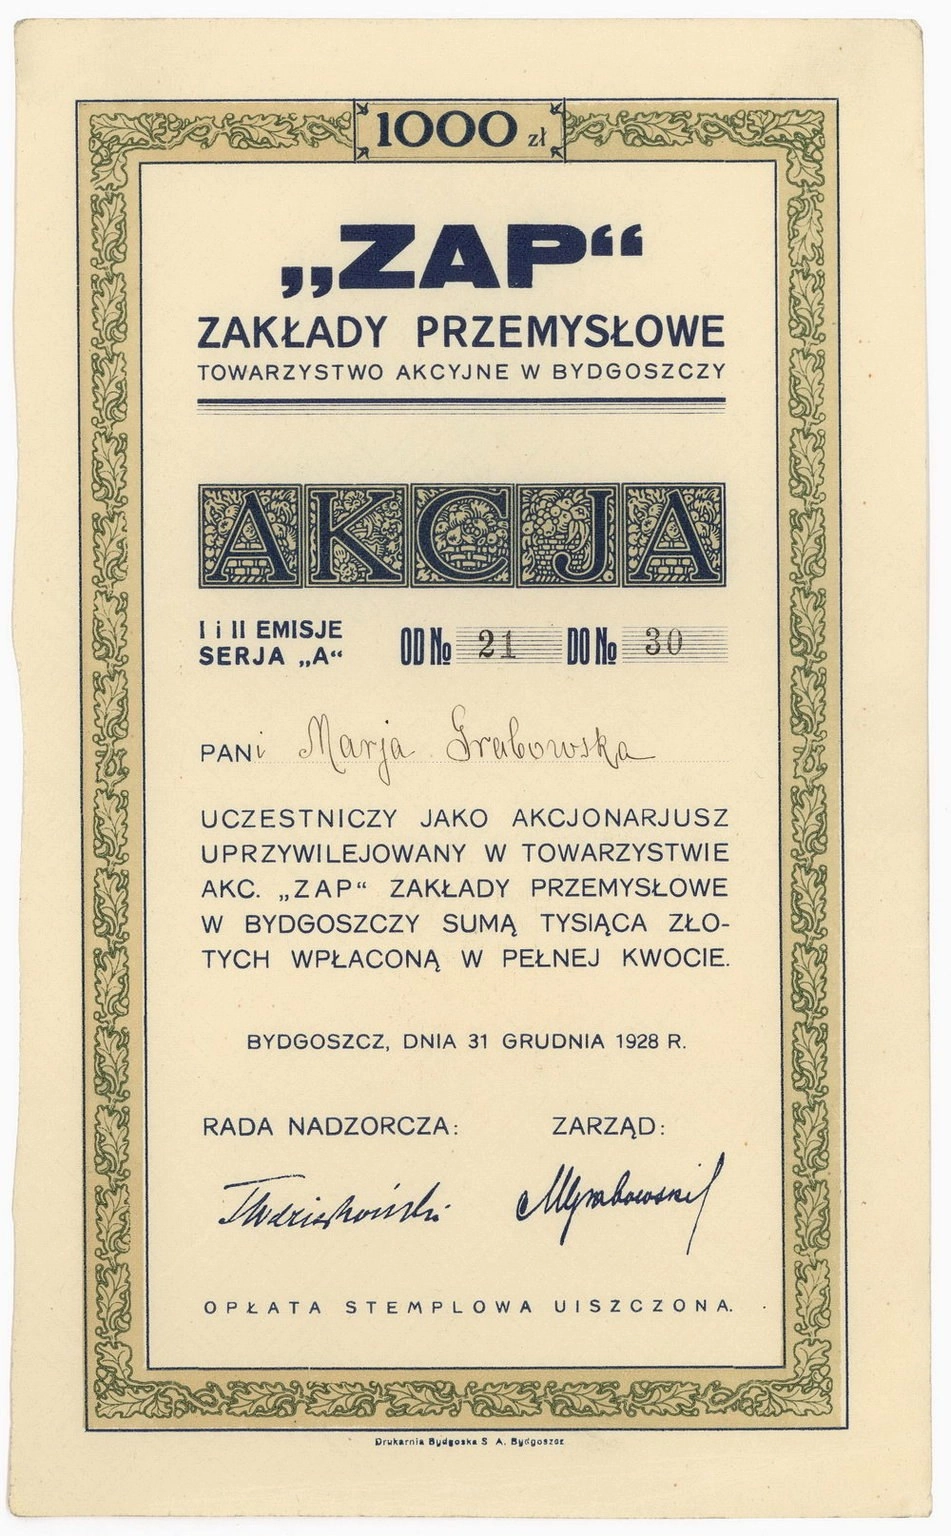 1000 zł
„ZAP“
ZAKŁADY PRZEMYSŁOWE
TOWARZYSTWO AKCYJNE W BYDGOSZCZY
AKCJA
I i II EMISJE
SERJA „A“
OD № 21 DO № 30
PANi Marja Grabowska
UCZESTNICZY JAKO AKCJONARJUSZ
UPRZYWILEJOWANY W TOWARZYSTWIE
AKC. „ZAP“ ZAKŁADY PRZEMYSŁOWE
W BYDGOSZCZY SUMĄ TYSIĄCA ZŁO-
TYCH WPŁACONĄ W PEŁNEJ KWOCIE.
BYDGOSZCZ, DNIA 31 GRUDNIA 1928 R.
RADA NADZORCZA: ZARZĄD:
OPŁATA STEMPLOWA UISZCZONA.
Drukarnia Bydgoska S. A. Bydgoszcz